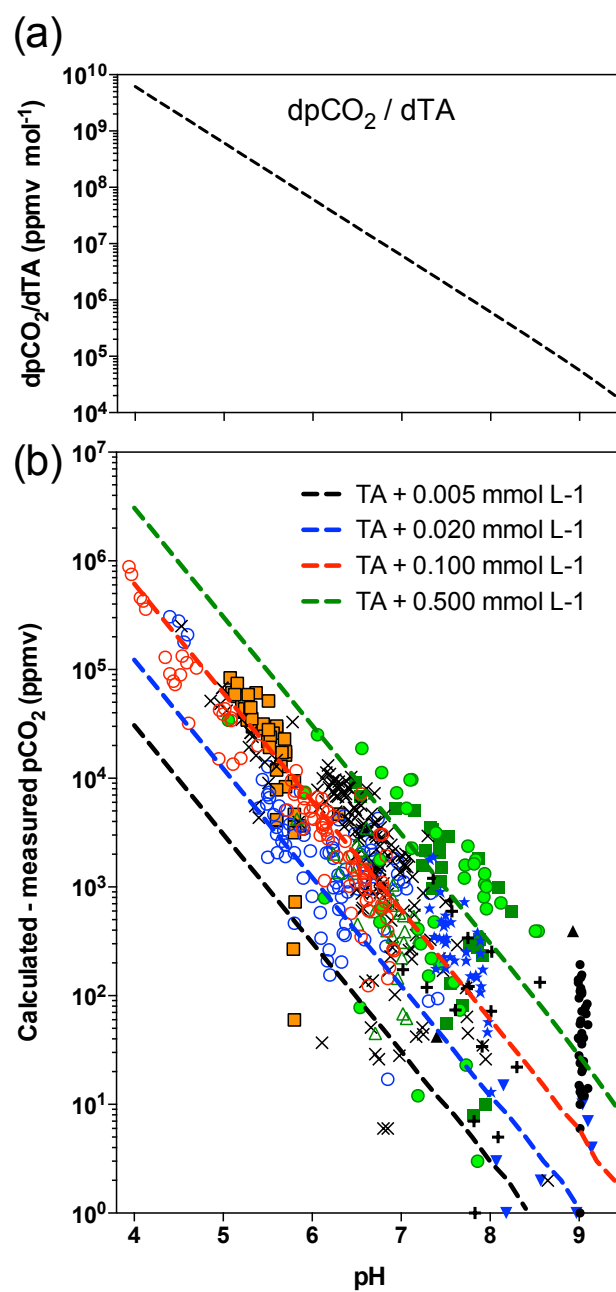 (a)
10^10
10^9
10^8
10^7
10^6
10^5
10^4
dpCO₂/dTA (ppmv mol⁻¹)
dpCO₂ / dTA
(b)
10^7
10^6
10^5
10^4
10^3
10^2
10^1
10^0
Calculated - measured pCO₂ (ppmv)
TA + 0.005 mmol L-1
TA + 0.020 mmol L-1
TA + 0.100 mmol L-1
TA + 0.500 mmol L-1
4 5 6 7 8 9
pH